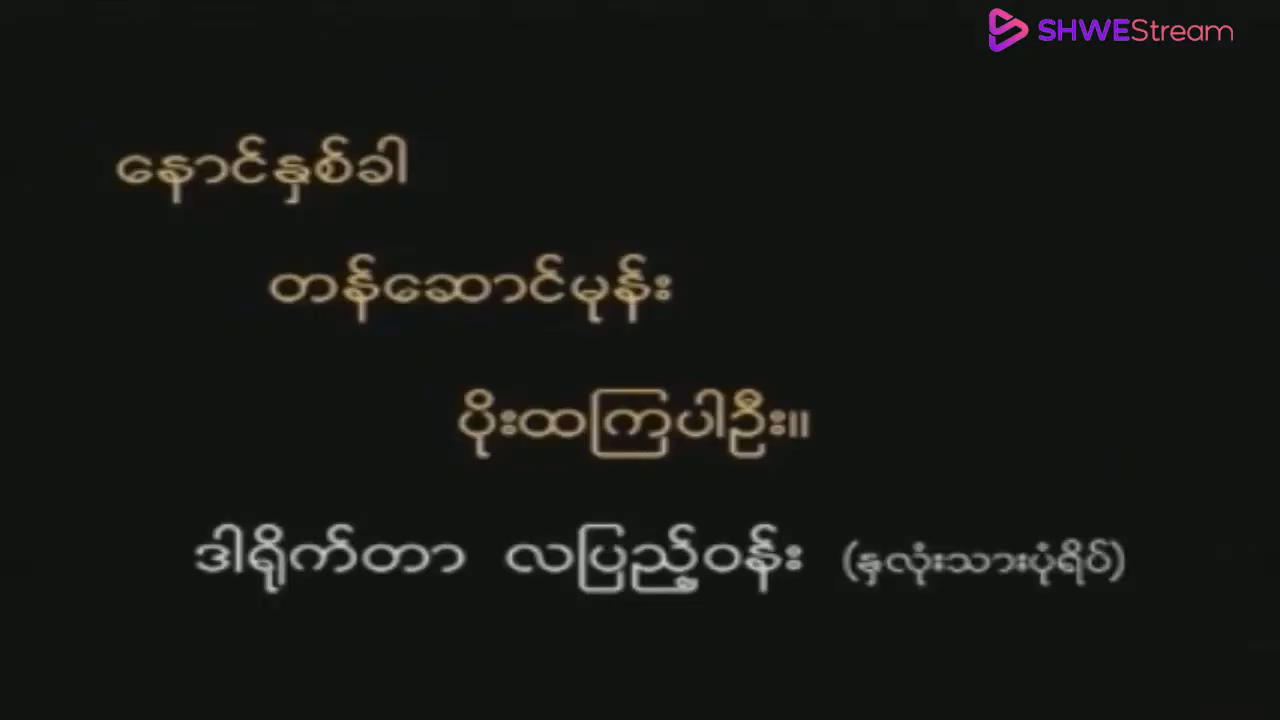 SHWEStream
နောင်နှစ်ခါ
တန်ဆောင်မုန်း
ပိုးထကြပါဦး။
ဒါရိုက်တာ လပြည့်ဝန်း (နှလုံးသားပုံရိပ်)